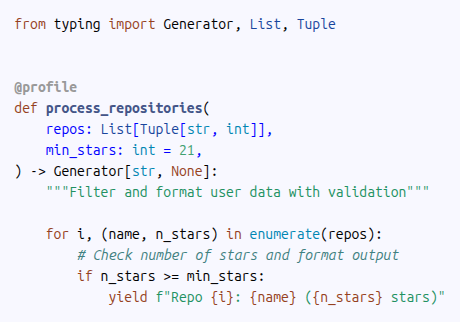 from typing import Generator, List, Tuple


@profile
def process_repositories(
    repos: List[Tuple[str, int]],
    min_stars: int = 21,
) -> Generator[str, None]:
    """Filter and format user data with validation"""

    for i, (name, n_stars) in enumerate(repos):
        # Check number of stars and format output
        if n_stars >= min_stars:
            yield f"Repo {i}: {name} ({n_stars} stars)"